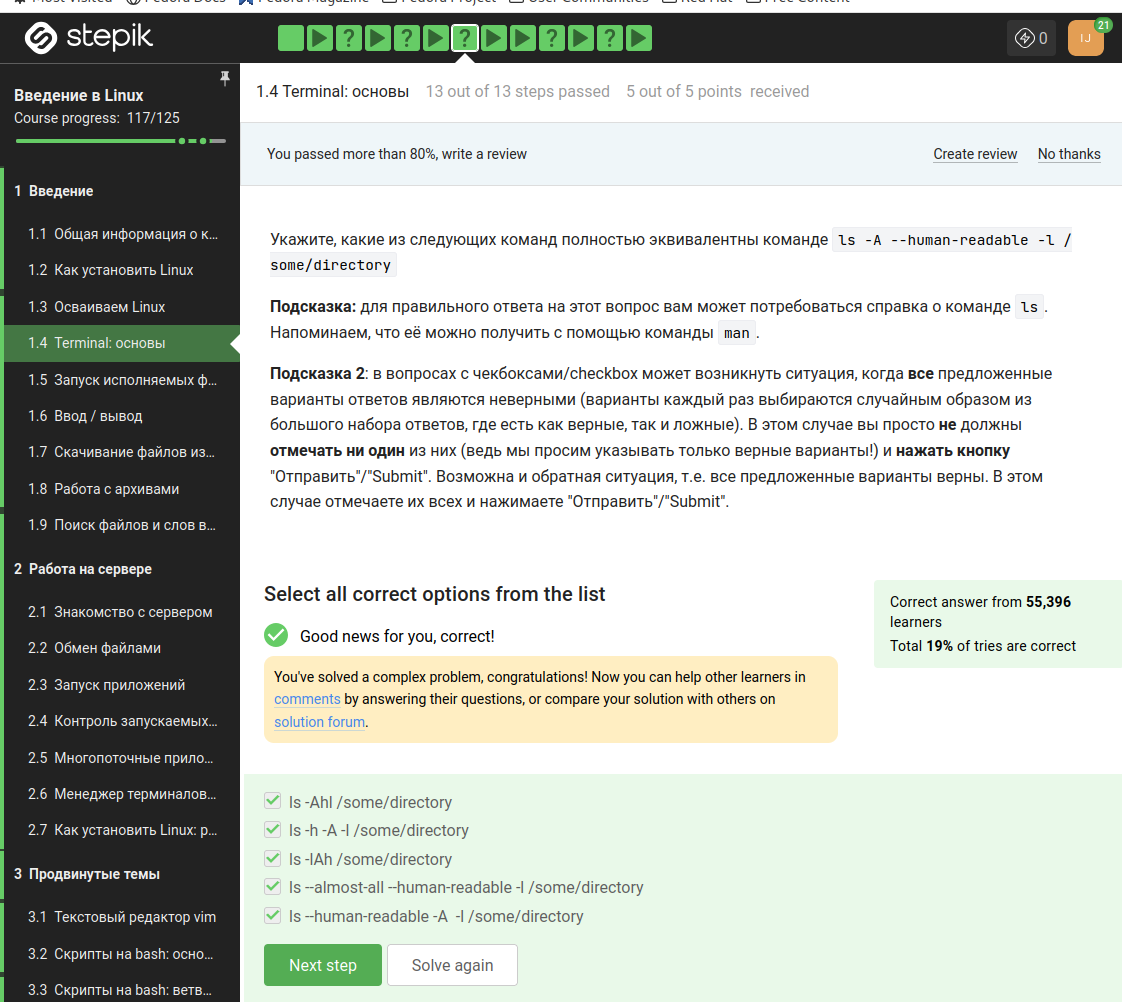 Most Visited Fedora Docs Fedora Magazine Fedora Project User Communities Red Hat Free Content
stepik
? ? ? ? ?
0
IJ
21
Введение в Linux
Course progress: 117/125
1 Введение
1.1 Общая информация о к...
1.2 Как установить Linux
1.3 Осваиваем Linux
1.4 Terminal: основы
1.5 Запуск исполняемых ф...
1.6 Ввод / вывод
1.7 Скачивание файлов из...
1.8 Работа с архивами
1.9 Поиск файлов и слов в...
2 Работа на сервере
2.1 Знакомство с сервером
2.2 Обмен файлами
2.3 Запуск приложений
2.4 Контроль запускаемых...
2.5 Многопоточные прило...
2.6 Менеджер терминалов...
2.7 Как установить Linux: р...
3 Продвинутые темы
3.1 Текстовый редактор vim
3.2 Скрипты на bash: осно...
3.3 Скрипты на bash: ветв...
1.4 Terminal: основы 13 out of 13 steps passed 5 out of 5 points received
You passed more than 80%, write a review
Create review No thanks
Укажите, какие из следующих команд полностью эквивалентны команде ls -A --human-readable -l /
some/directory
Подсказка: для правильного ответа на этот вопрос вам может потребоваться справка о команде ls.
Напоминаем, что её можно получить с помощью команды man.
Подсказка 2: в вопросах с чекбоксами/checkbox может возникнуть ситуация, когда все предложенные
варианты ответов являются неверными (варианты каждый раз выбираются случайным образом из
большого набора ответов, где есть как верные, так и ложные). В этом случае вы просто не должны
отмечать ни один из них (ведь мы просим указывать только верные варианты!) и нажать кнопку
"Отправить"/"Submit". Возможна и обратная ситуация, т.е. все предложенные варианты верны. В этом
случае отмечаете их всех и нажимаете "Отправить"/"Submit".
Select all correct options from the list
Good news for you, correct!
You've solved a complex problem, congratulations! Now you can help other learners in
comments by answering their questions, or compare your solution with others on
solution forum.
Correct answer from 55,396
learners
Total 19% of tries are correct
ls -Ahl /some/directory
ls -h -A -l /some/directory
ls -lAh /some/directory
ls --almost-all --human-readable -l /some/directory
ls --human-readable -A -l /some/directory
Next step
Solve again